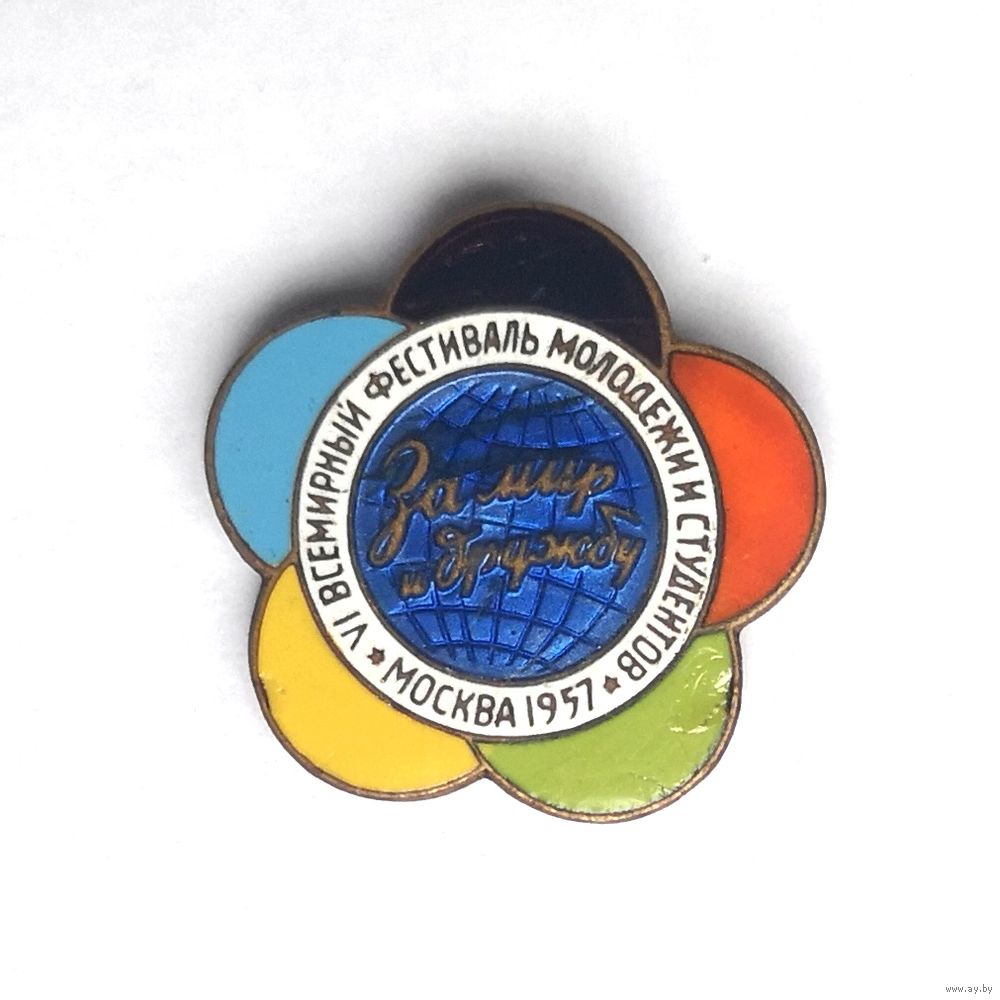 VI ВСЕМИРНЫЙ ФЕСТИВАЛЬ МОЛОДЕЖИ И СТУДЕНТОВ
За мир
и дружбу
МОСКВА 1957
www.ay.by